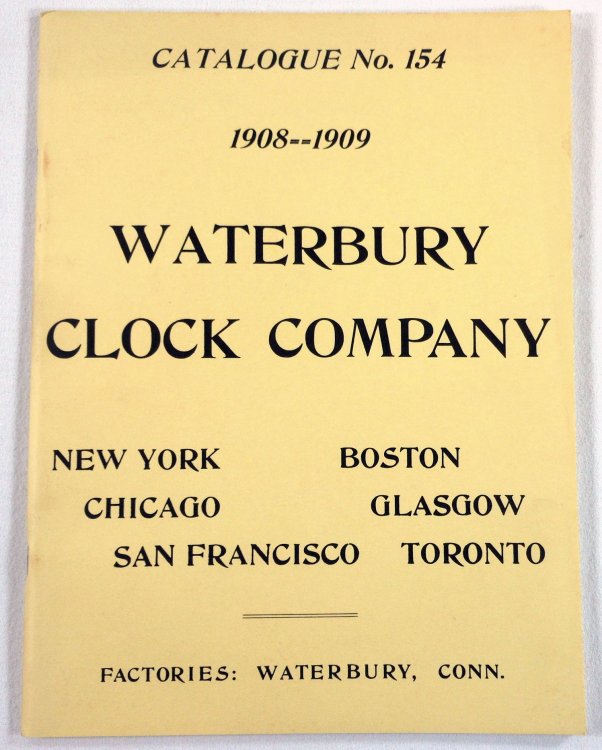 CATALOGUE No. 154
1908--1909
WATERBURY
CLOCK COMPANY
NEW YORK BOSTON
CHICAGO GLASGOW
SAN FRANCISCO TORONTO
FACTORIES: WATERBURY, CONN.